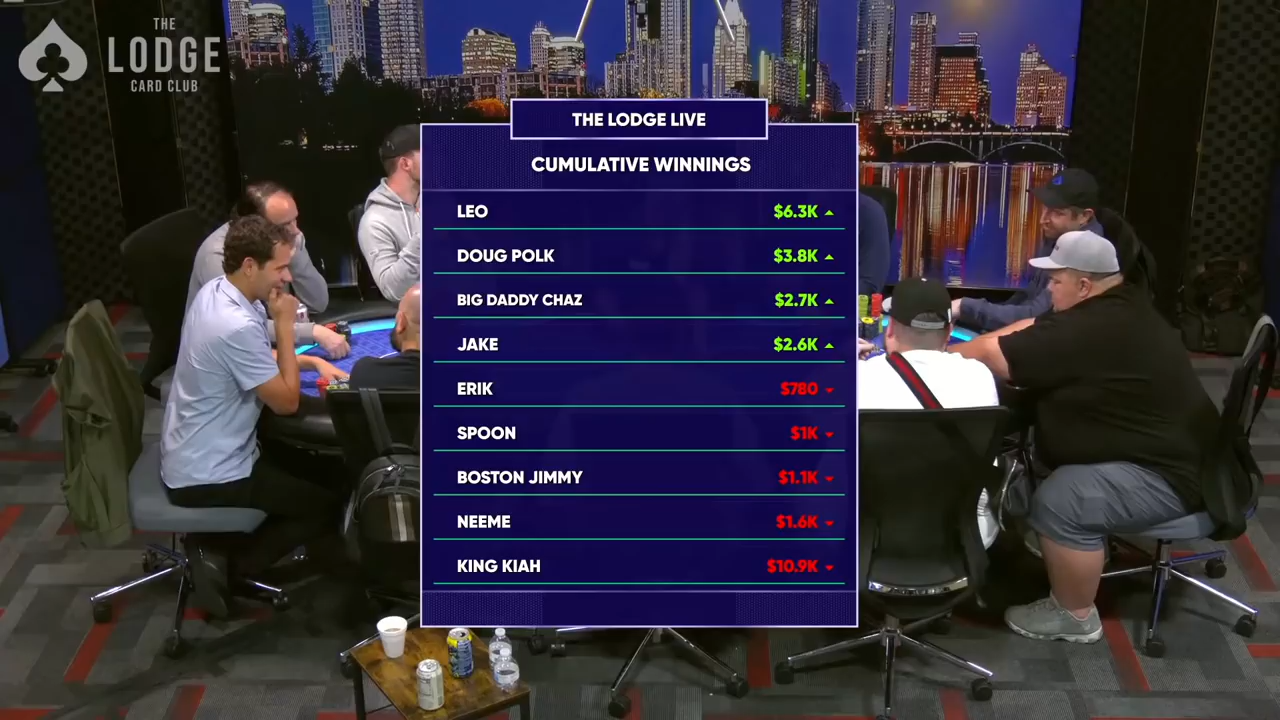 THE
LODGE
CARD CLUB
THE LODGE LIVE
CUMULATIVE WINNINGS
LEO $6.3K
DOUG POLK $3.8K
BIG DADDY CHAZ $2.7K
JAKE $2.6K
ERIK $780
SPOON $1K
BOSTON JIMMY $1.1K
NEEME $1.6K
KING KIAH $10.9K